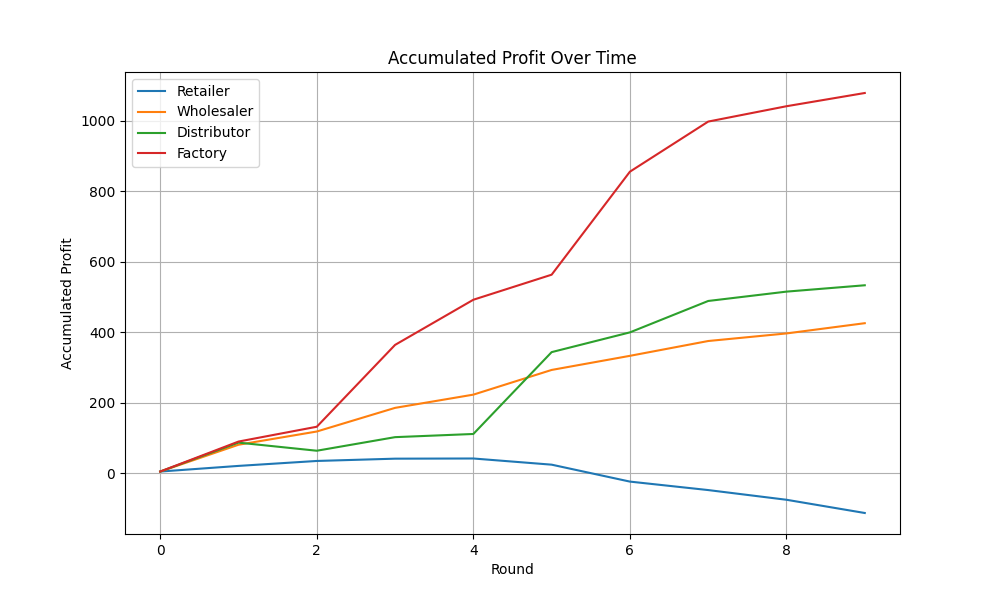 Accumulated Profit Over Time
Retailer
Wholesaler
Distributor
Factory
Accumulated Profit
1000
800
600
400
200
0
0 2 4 6 8
Round